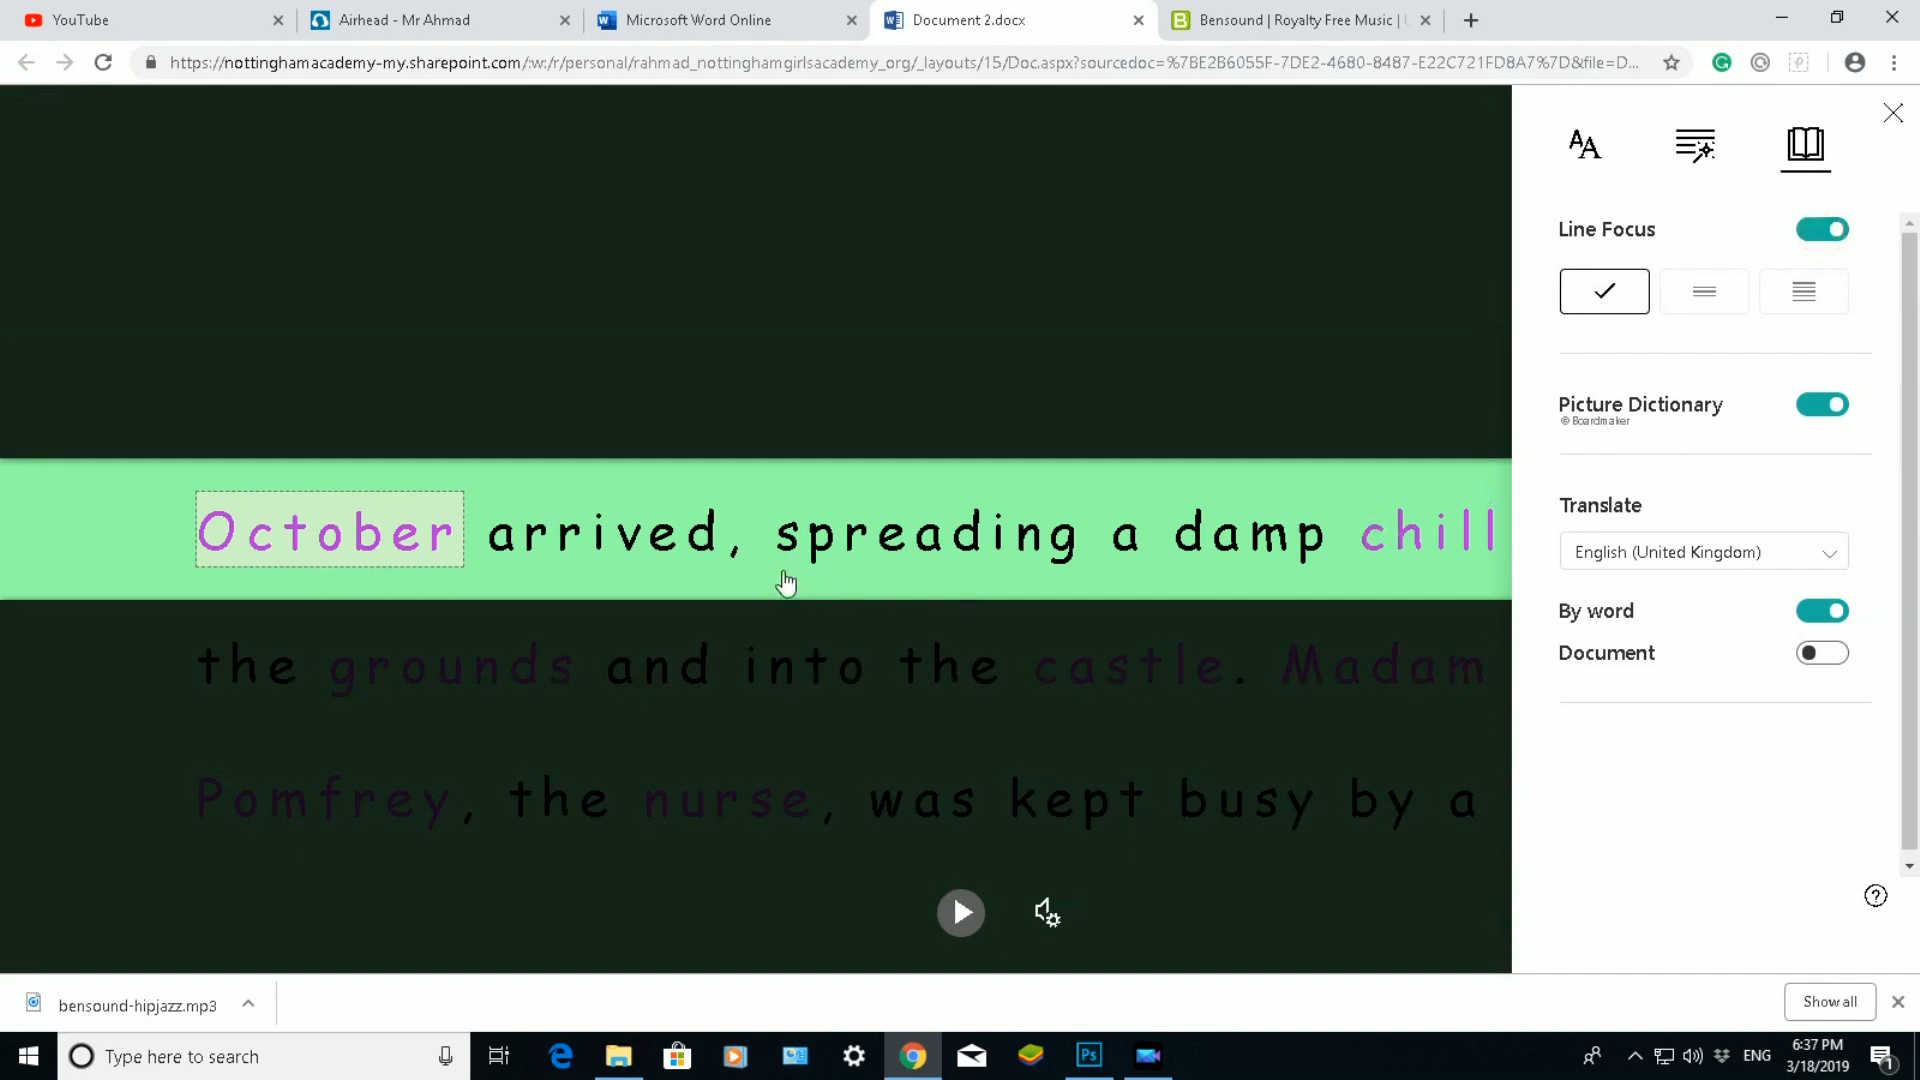 YouTube
Airhead - Mr Ahmad
Microsoft Word Online
Document 2.docx
Bensound | Royalty Free Music |
https://nottinghamacademy-my.sharepoint.com/:w:/r/personal/rahmad_nottinghamgirlsacademy_org/_layouts/15/Doc.aspx?sourcedoc=%7BE2B6055F-7DE2-4680-8487-E22C721FD8A7%7D&file=D...
Line Focus
Picture Dictionary
© Boardmaker
Translate
English (United Kingdom)
By word
Document
October arrived, spreading a damp chill
the grounds and into the castle. Madam
Pomfrey, the nurse, was kept busy by a
bensound-hipjazz.mp3
Show all
Type here to search
Ps
ENG
6:37 PM
3/18/2019
1